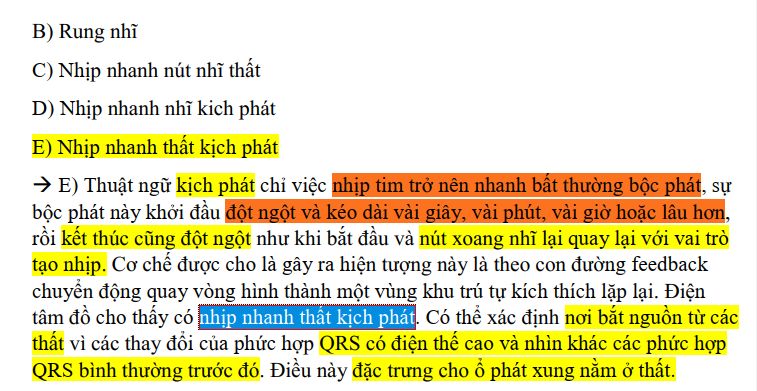 B) Rung nhĩ
C) Nhịp nhanh nút nhĩ thất
D) Nhịp nhanh nhĩ kich phát
E) Nhịp nhanh thất kịch phát
→ E) Thuật ngữ kịch phát chỉ việc nhịp tim trở nên nhanh bất thường bộc phát, sự
bộc phát này khởi đầu đột ngột và kéo dài vài giây, vài phút, vài giờ hoặc lâu hơn,
rồi kết thúc cũng đột ngột như khi bắt đầu và nút xoang nhĩ lại quay lại với vai trò
tạo nhịp. Cơ chế được cho là gây ra hiện tượng này là theo con đường feedback
chuyển động quay vòng hình thành một vùng khu trú tự kích thích lặp lại. Điện
tâm đồ cho thấy có nhịp nhanh thất kịch phát. Có thể xác định nơi bắt nguồn từ các
thất vì các thay đổi của phức hợp QRS có điện thế cao và nhìn khác các phức hợp
QRS bình thường trước đó. Điều này đặc trưng cho ổ phát xung nằm ở thất.